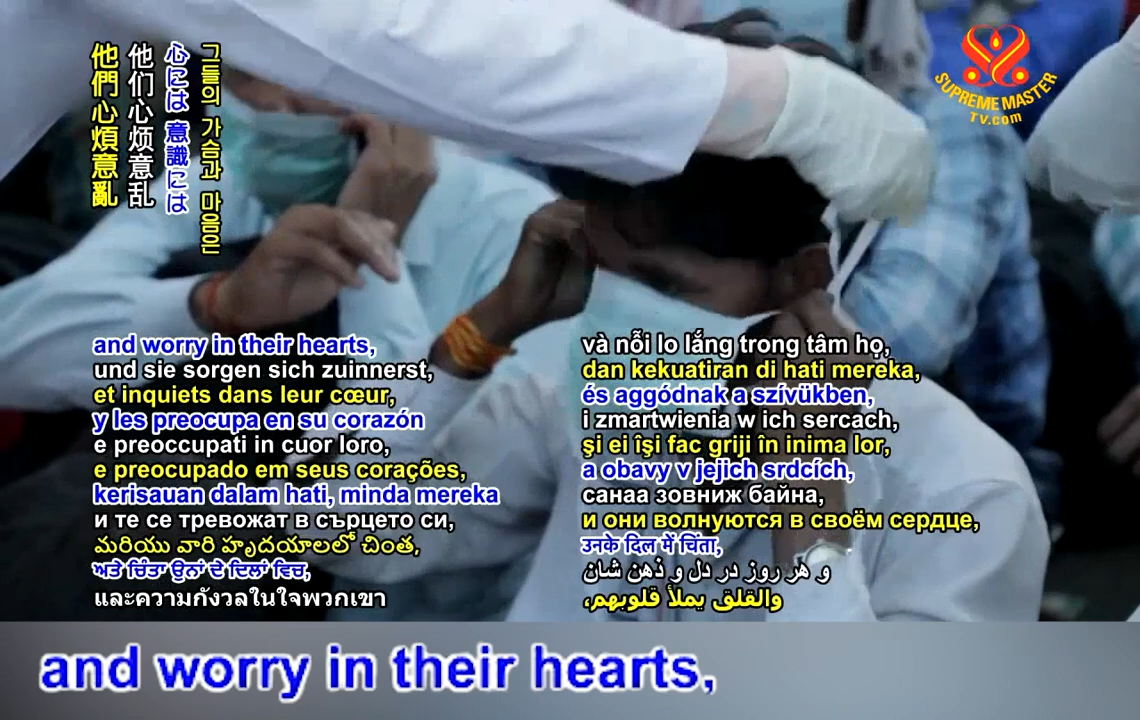 他們心煩意亂
他们心烦意乱
心には 意識には
그들의 가슴과 마음은
SUPREME MASTER
TV.com
and worry in their hearts,
und sie sorgen sich zuinnerst,
et inquiets dans leur cœur,
y les preocupa en su corazón
e preoccupati in cuor loro,
e preocupado em seus corações,
kerisauan dalam hati, minda mereka
и те се тревожат в сърцето си,
మరియు వారి హృదయాలలో చింత,
ਅਤੇ ਚਿੰਤਾ ਉਨਾਂ ਦੇ ਦਿਲਾਂ ਵਿਚ,
และความกังวลในใจพวกเขา
và nỗi lo lắng trong tâm họ,
dan kekuatiran di hati mereka,
és aggódnak a szívükben,
i zmartwienia w ich sercach,
şi ei îşi fac griji în inima lor,
a obavy v jejich srdcích,
санаа зовниж байна,
и они волнуются в своём сердце,
उनके दिल में चिंता,
و هر روز در دل و ذهن شان
والقلق يملأ قلوبهم،
and worry in their hearts,